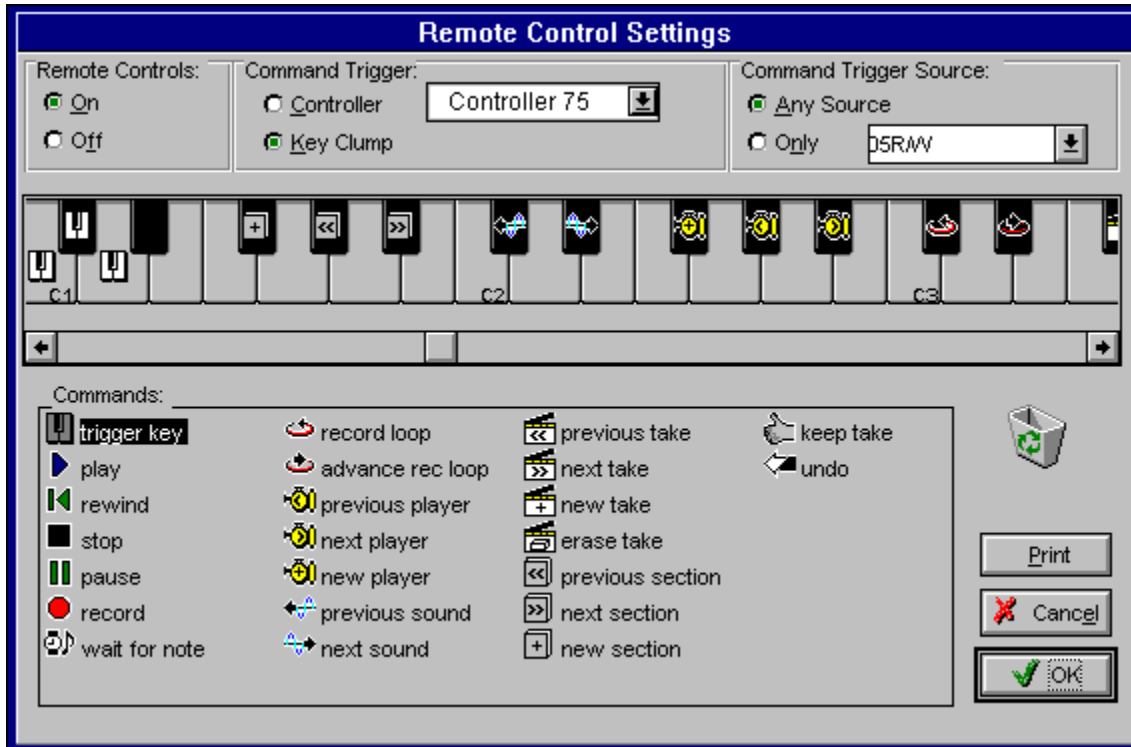 Remote Control Settings
Remote Controls:
On
Off
Command Trigger:
Controller
Controller 75
Key Clump
Command Trigger Source:
Any Source
Only
05R/W
C1
C2
C3
Commands:
trigger key
play
rewind
stop
pause
record
wait for note
record loop
advance rec loop
previous player
next player
new player
previous sound
next sound
previous take
next take
new take
erase take
previous section
next section
new section
keep take
undo
Print
Cancel
OK